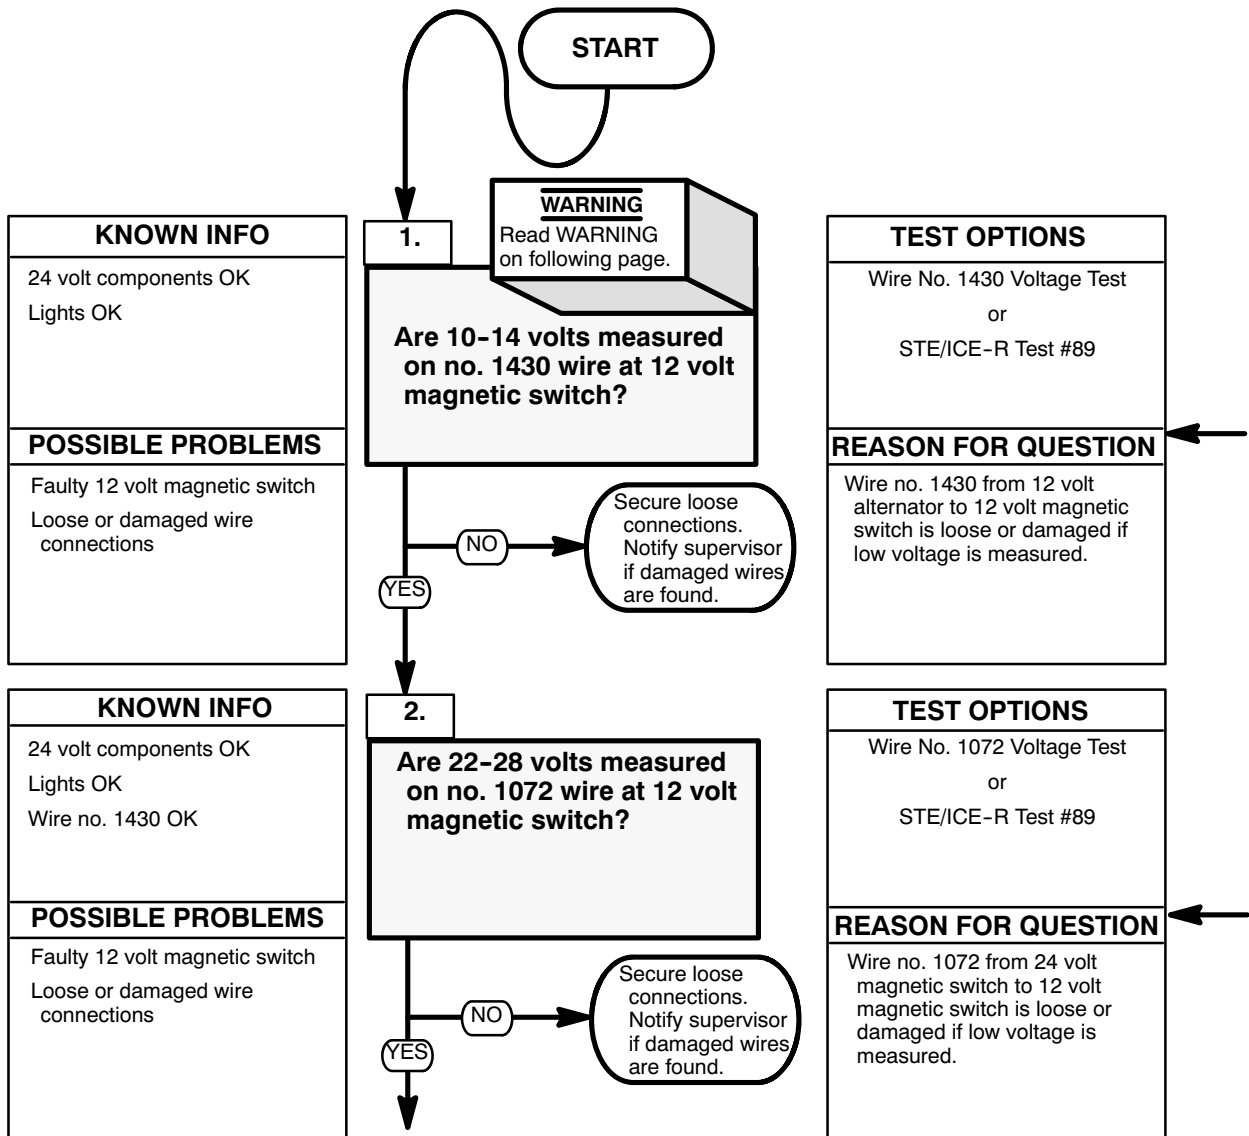 START
WARNING
Read WARNING
on following page.
KNOWN INFO
24 volt components OK
Lights OK
POSSIBLE PROBLEMS
Faulty 12 volt magnetic switch
Loose or damaged wire
connections
1.
Are 10-14 volts measured
on no. 1430 wire at 12 volt
magnetic switch?
NO
Secure loose
connections.
Notify supervisor
if damaged wires
are found.
YES
TEST OPTIONS
Wire No. 1430 Voltage Test
or
STE/ICE-R Test #89
REASON FOR QUESTION
Wire no. 1430 from 12 volt
alternator to 12 volt magnetic
switch is loose or damaged if
low voltage is measured.
KNOWN INFO
24 volt components OK
Lights OK
Wire no. 1430 OK
POSSIBLE PROBLEMS
Faulty 12 volt magnetic switch
Loose or damaged wire
connections
2.
Are 22-28 volts measured
on no. 1072 wire at 12 volt
magnetic switch?
NO
Secure loose
connections.
Notify supervisor
if damaged wires
are found.
YES
TEST OPTIONS
Wire No. 1072 Voltage Test
or
STE/ICE-R Test #89
REASON FOR QUESTION
Wire no. 1072 from 24 volt
magnetic switch to 12 volt
magnetic switch is loose or
damaged if low voltage is
measured.